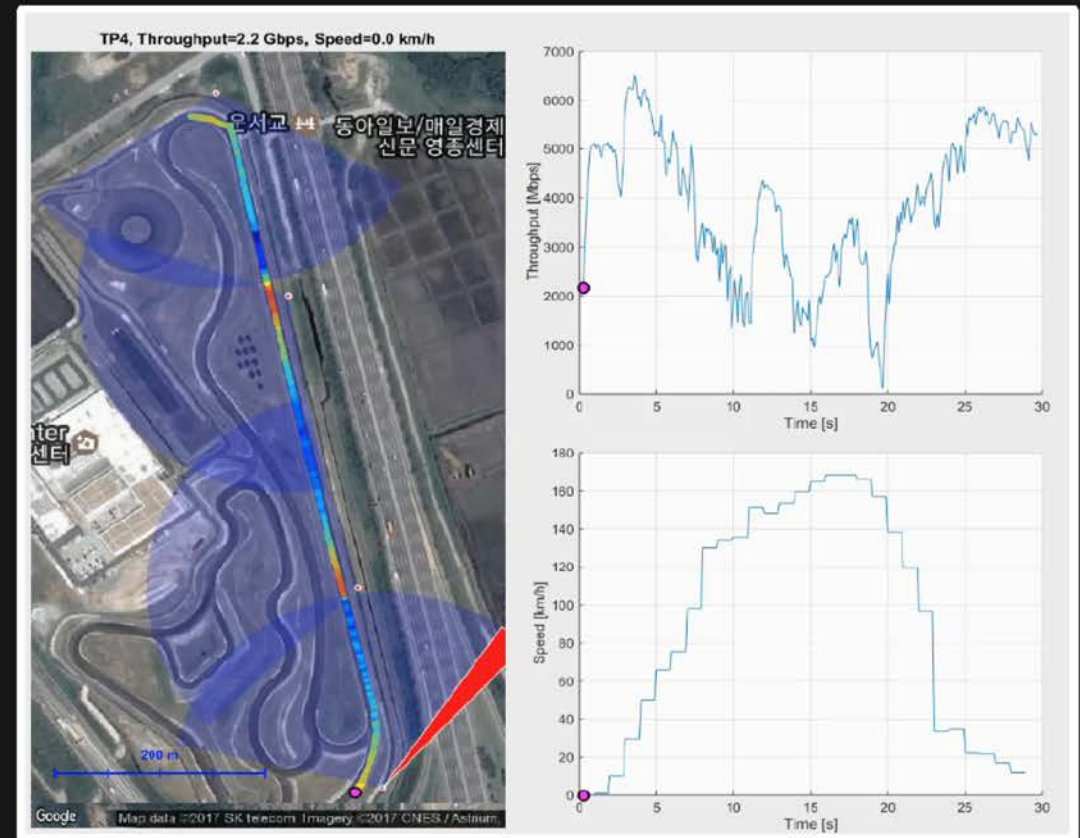 TP4, Throughput=2.2 Gbps, Speed=0.0 km/h
운서교
동아일보/매일경제
신문 영종센터
nter
센터
200 m
Google
Map data ©2017 SK telecom Imagery ©2017 CNES / Astrium,
7000
6000
5000
4000
3000
2000
1000
0
Throughput [Mbps]
0 5 10 15 20 25 30
Time [s]
180
160
140
120
100
80
60
40
20
0
Speed [km/h]
0 5 10 15 20 25 30
Time [s]